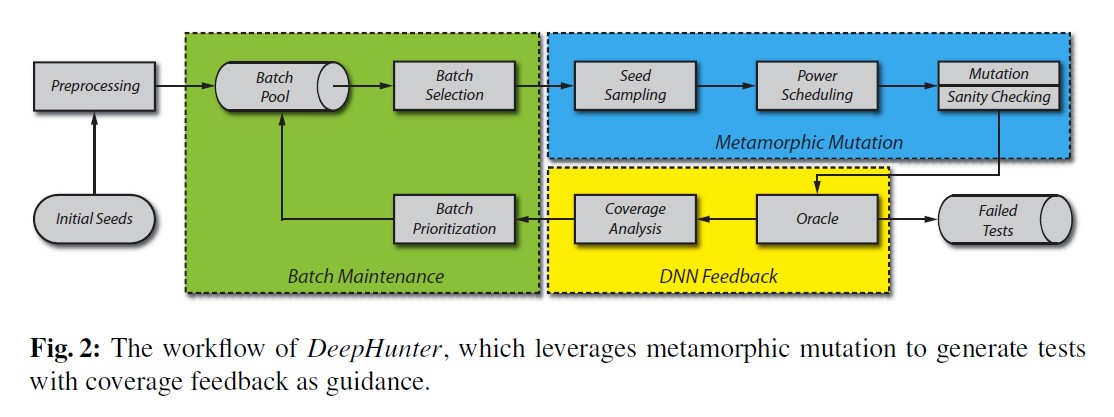 Preprocessing
Initial Seeds
Batch
Pool
Batch
Selection
Batch
Prioritization
Batch Maintenance
Seed
Sampling
Power
Scheduling
Mutation
Sanity Checking
Metamorphic Mutation
Coverage
Analysis
Oracle
DNN Feedback
Failed
Tests
Fig. 2: The workflow of DeepHunter, which leverages metamorphic mutation to generate tests
with coverage feedback as guidance.